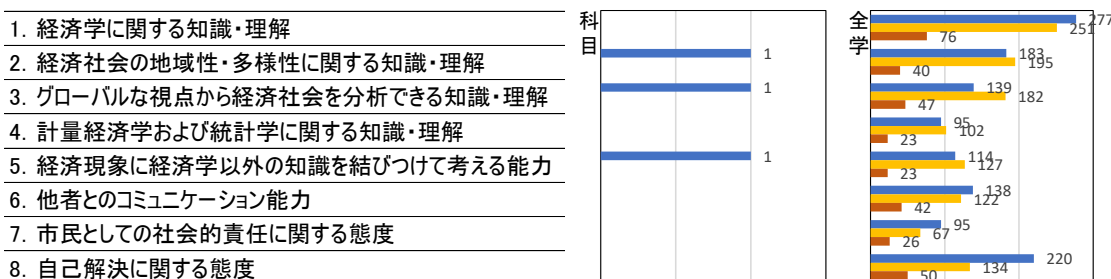 1. 経済学に関する知識・理解
2. 経済社会の地域性・多様性に関する知識・理解
3. グローバルな視点から経済社会を分析できる知識・理解
4. 計量経済学および統計学に関する知識・理解
5. 経済現象に経済学以外の知識を結びつけて考える能力
6. 他者とのコミュニケーション能力
7. 市民としての社会的責任に関する態度
8. 自己解決に関する態度
科目
1
1
1
全学
277
251
76
183
195
40
139
182
47
95
102
23
114
127
23
138
122
42
95
67
26
220
134
50